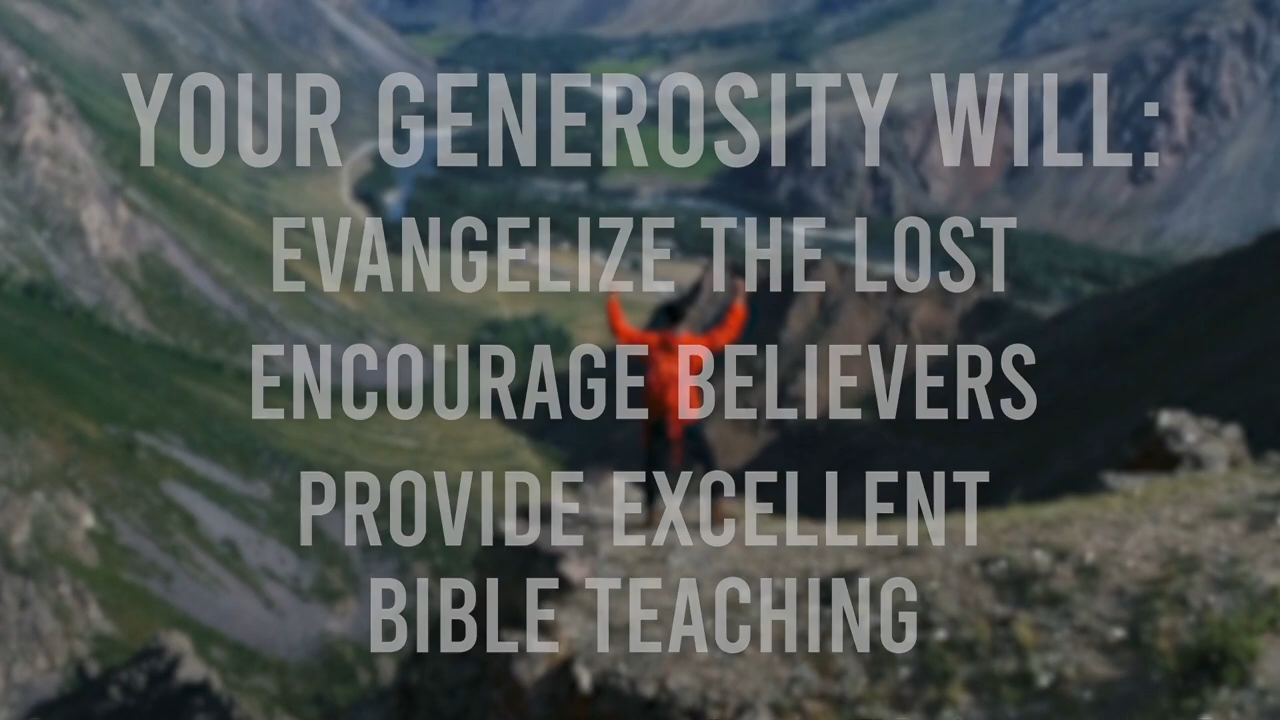 YOUR GENEROSITY WILL:
EVANGELIZE THE LOST
ENCOURAGE BELIEVERS
PROVIDE EXCELLENT
BIBLE TEACHING